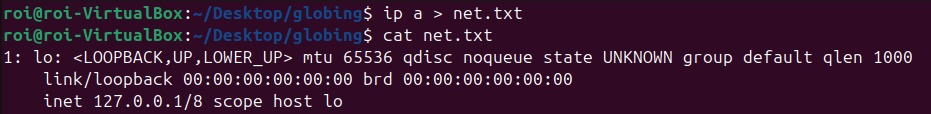 roi@roi-VirtualBox:~/Desktop/globing$ ip a > net.txt
roi@roi-VirtualBox:~/Desktop/globing$ cat net.txt
1: lo: <LOOPBACK,UP,LOWER_UP> mtu 65536 qdisc noqueue state UNKNOWN group default qlen 1000
    link/loopback 00:00:00:00:00:00 brd 00:00:00:00:00:00
    inet 127.0.0.1/8 scope host lo